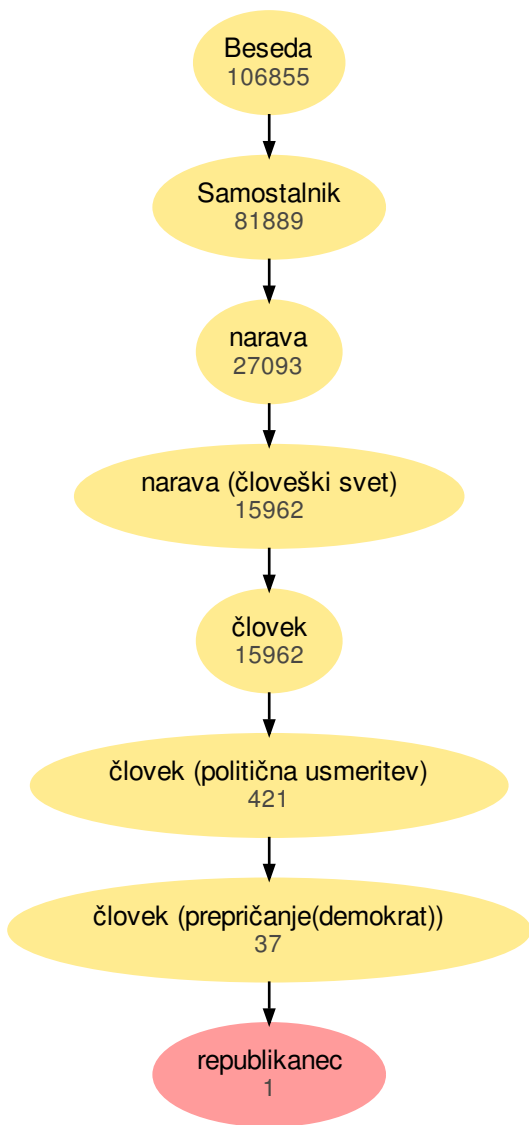 Beseda
106855
Samostalnik
81889
narava
27093
narava (človeški svet)
15962
človek
15962
človek (politična usmeritev)
421
človek (prepričanje(demokrat))
37
republikanec
1